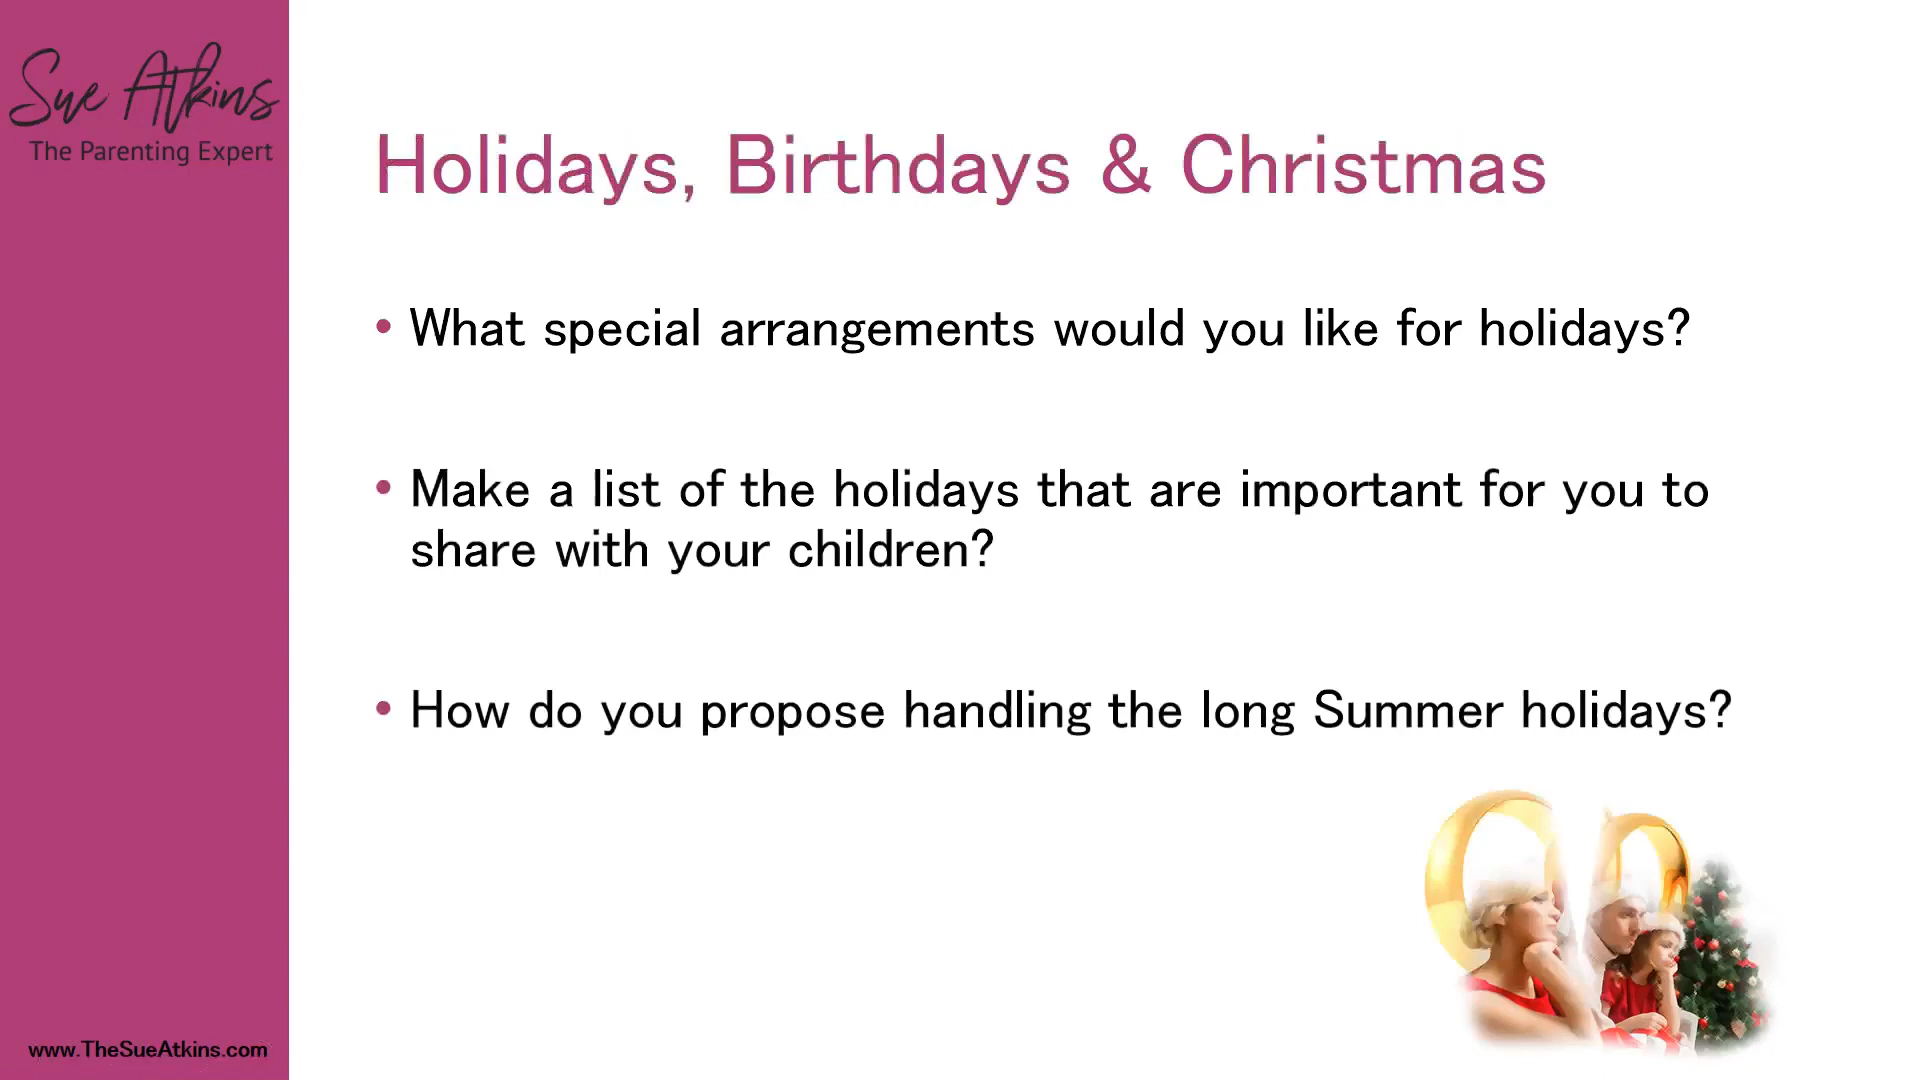 Sue Atkins
The Parenting Expert
Holidays, Birthdays & Christmas
• What special arrangements would you like for holidays?
• Make a list of the holidays that are important for you to
share with your children?
• How do you propose handling the long Summer holidays?
www.TheSueAtkins.com